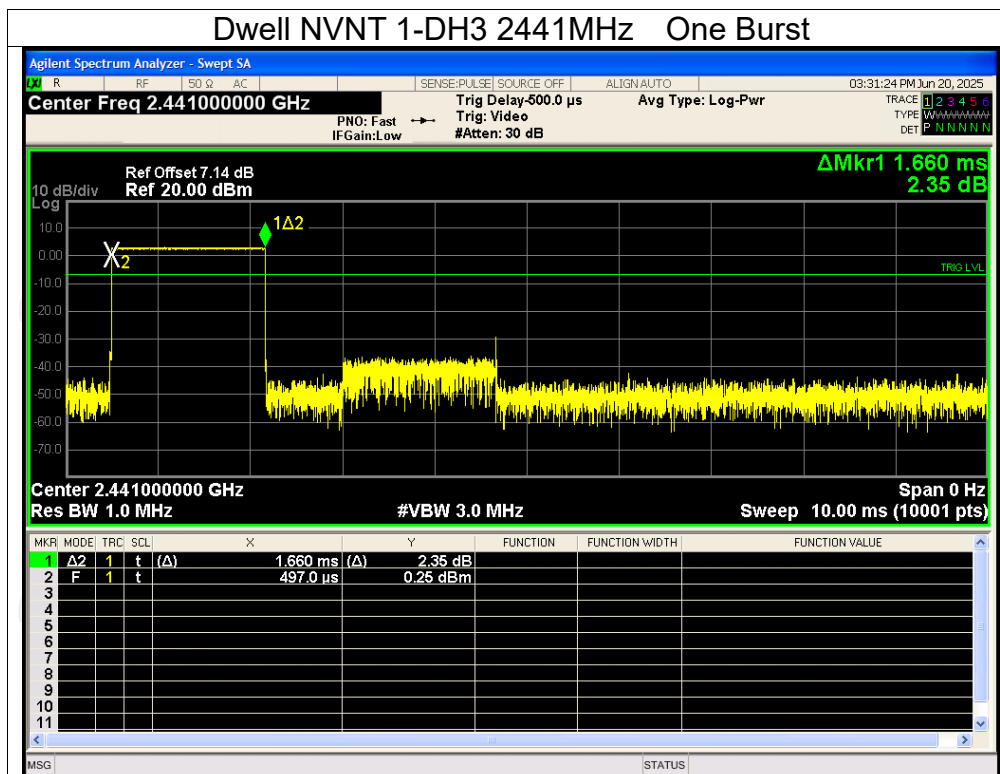 Dwell NVNT 1-DH3 2441MHz One Burst
Agilent Spectrum Analyzer - Swept SA
LXI R RF 50 Ω AC SENSE:PULSE SOURCE OFF ALIGN AUTO 03:31:24 PM Jun 20, 2025
Center Freq 2.441000000 GHz Trig Delay-500.0 µs Avg Type: Log-Pwr TRACE 1 2 3 4 5 6
PNO: Fast Trig: Video TYPE WWWWWW
IFGain:Low #Atten: 30 dB DET P N N N N N
ΔMkr1 1.660 ms
2.35 dB
Ref Offset 7.14 dB
10 dB/div Ref 20.00 dBm
Log
10.0
0.00
-10.0
-20.0
-30.0
-40.0
-50.0
-60.0
-70.0
1Δ2
2
TRIG LVL
Center 2.441000000 GHz Span 0 Hz
Res BW 1.0 MHz #VBW 3.0 MHz Sweep 10.00 ms (10001 pts)
MKR MODE TRC SCL X Y FUNCTION FUNCTION WIDTH FUNCTION VALUE
1 Δ2 1 t (Δ) 1.660 ms (Δ) 2.35 dB
2 F 1 t 497.0 µs 0.25 dBm
3
4
5
6
7
8
9
10
11
MSG STATUS